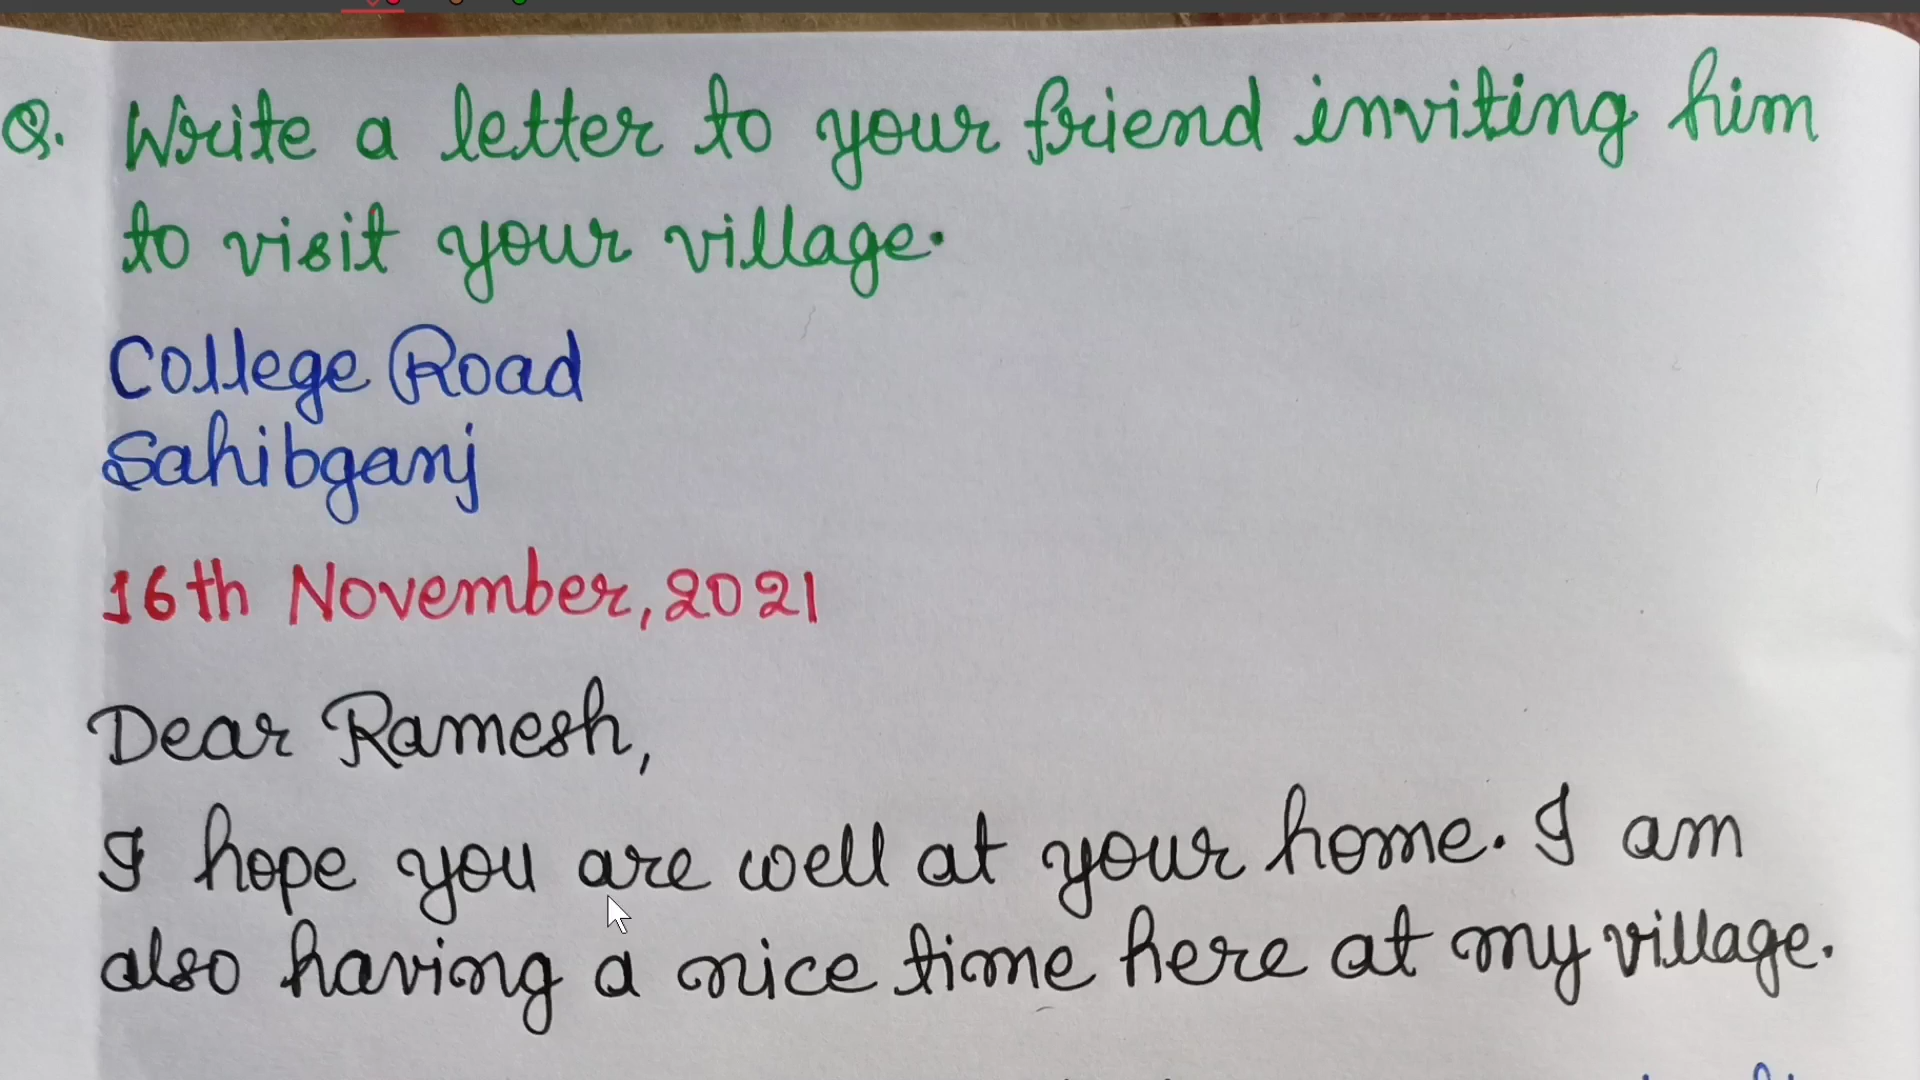 Q. Write a letter to your friend inviting him
to visit your village.
College Road
Sahibganj
16th November, 2021
Dear Ramesh,
I hope you are well at your home. I am
also having a nice time here at my village.